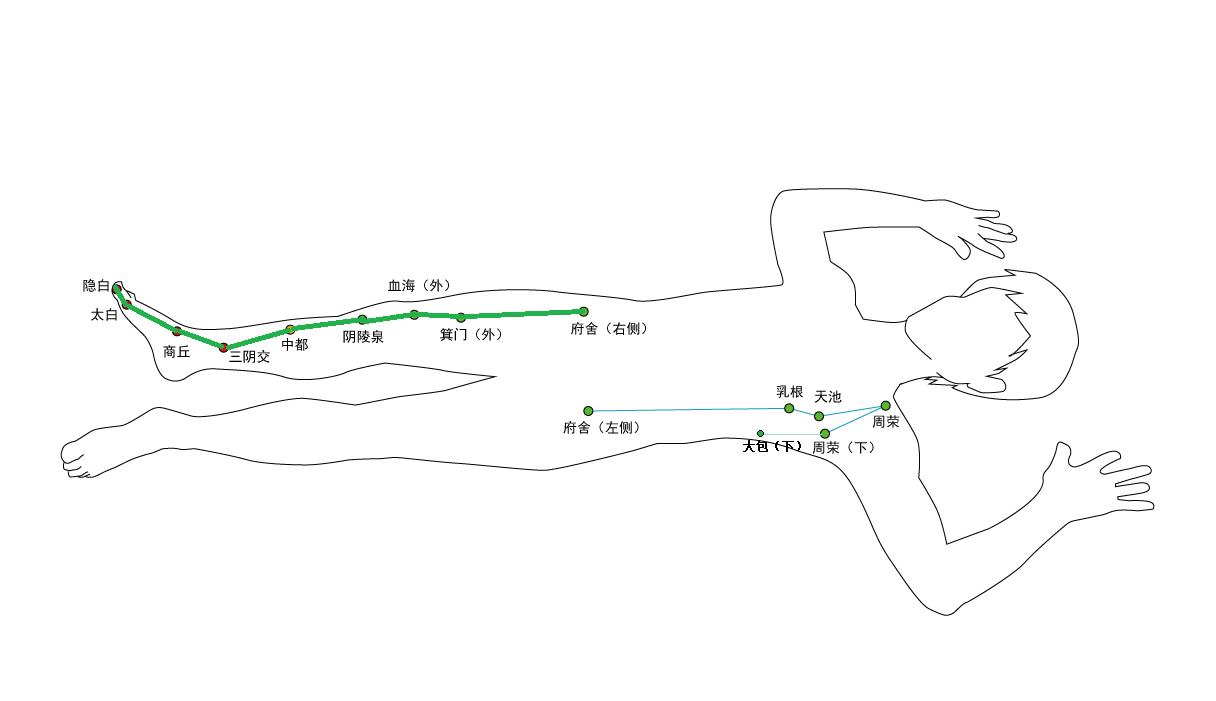 隐白
血海（外）
太白
府舍（右侧）
箕门（外）
阴陵泉
中都
商丘
三阴交
乳根
天池
周荣
府舍（左侧）
大包（下）
周荣（下）